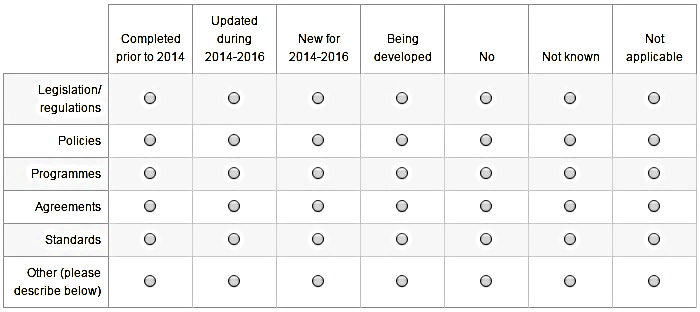 Completed prior to 2014
Updated during 2014-2016
New for 2014-2016
Being developed
No
Not known
Not applicable
Legislation/
regulations
Policies
Programmes
Agreements
Standards
Other (please
describe below)